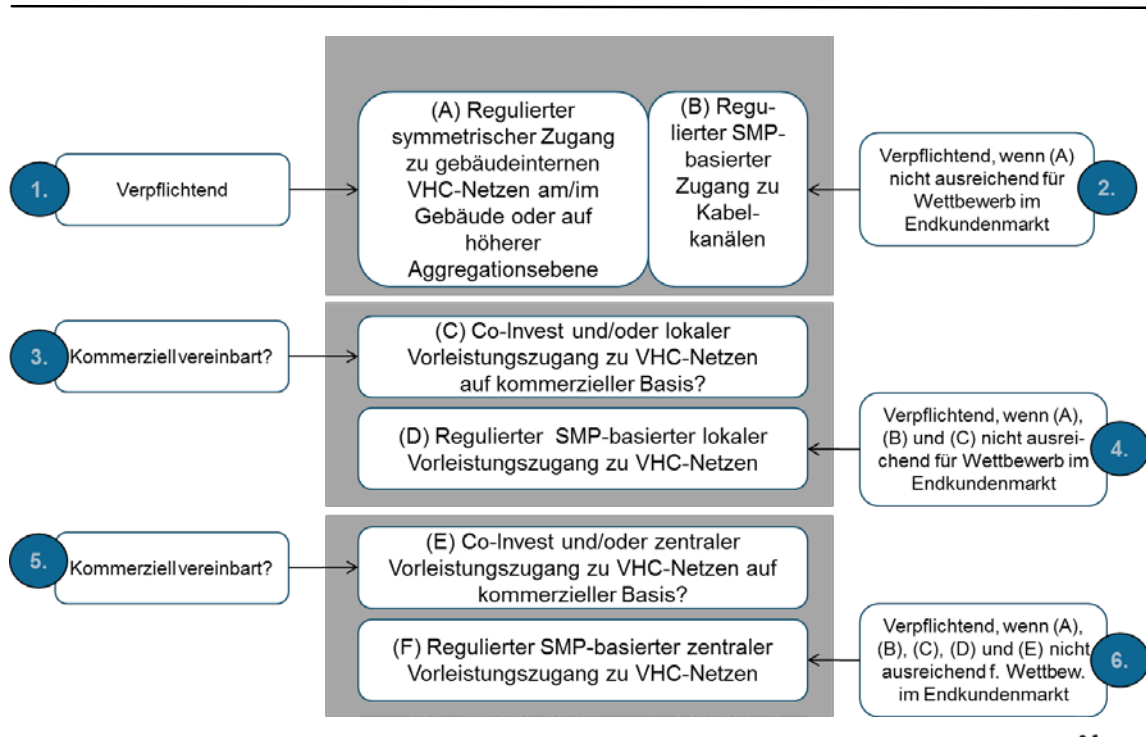 (A) Regulierter
symmetrischer Zugang
zu gebäudeinternen
VHC-Netzen am/im
Gebäude oder auf
höherer
Aggregationsebene
(B) Regu-
lierter SMP-
basierter
Zugang zu
Kabel-
kanälen
1.
Verpflichtend
Verpflichtend, wenn (A)
nicht ausreichend für
Wettbewerb im
Endkundenmarkt
2.
3.
Kommerziell vereinbart?
(C) Co-Invest und/oder lokaler
Vorleistungszugang zu VHC-Netzen
auf kommerzieller Basis?
(D) Regulierter SMP-basierter lokaler
Vorleistungszugang zu VHC-Netzen
Verpflichtend, wenn (A),
(B) und (C) nicht ausrei-
chend für Wettbewerb im
Endkundenmarkt
4.
5.
Kommerziell vereinbart?
(E) Co-Invest und/oder zentraler
Vorleistungszugang zu VHC-Netzen auf
kommerzieller Basis?
(F) Regulierter SMP-basierter zentraler
Vorleistungszugang zu VHC-Netzen
Verpflichtend, wenn (A),
(B), (C), (D) und (E) nicht
ausreichend f. Wettbew.
im Endkundenmarkt
6.